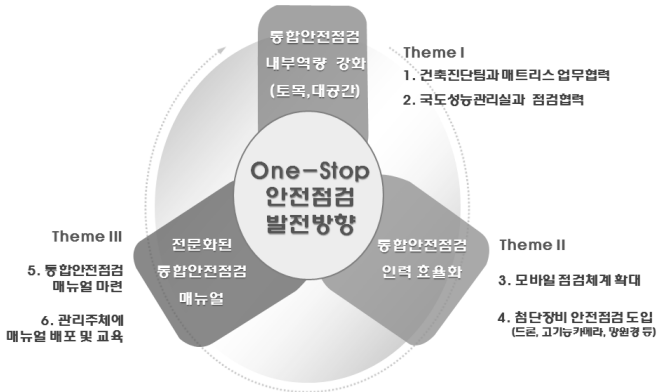 통합안전점검
내부역량 강화
(토목,대공간)
Theme I
1. 건축진단팀과 매트리스 업무협력
2. 국도성능관리실과 점검협력
One-Stop
안전점검
발전방향
Theme III
전문화된
통합안전점검
매뉴얼
5. 통합안전점검
매뉴얼 마련
6. 관리주체에
매뉴얼 배포 및 교육
통합안전점검
인력 효율화
Theme II
3. 모바일 점검체계 확대
4. 첨단장비 안전점검 도입
(드론, 고기능카메라, 망원경 등)